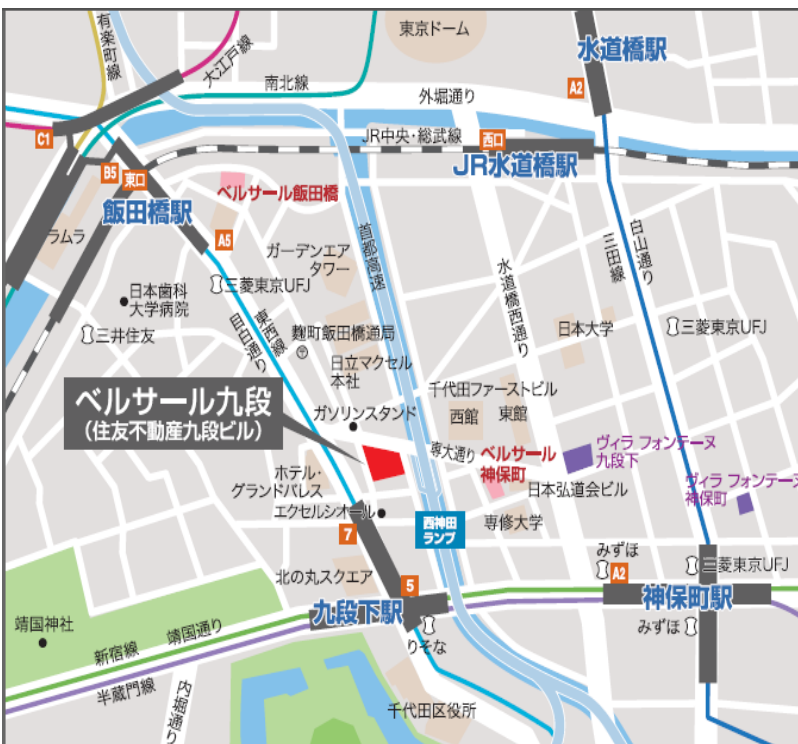 東京ドーム
水道橋駅
有楽町線
大江戸線
南北線
外堀通り
A2
C1
JR中央・総武線
西口
JR水道橋駅
B5
東口
飯田橋駅
ベルサール飯田橋
ラムラ
A5
ガーデンエア
タワー
首都高速
水道橋西通り
三田線
白山通り
日本歯科
大学病院
三菱東京UFJ
三井住友
目白通り
東西線
麹町飯田橋通局
〒
日立マクセル
本社
日本大学
三菱東京UFJ
ベルサール九段
（住友不動産九段ビル）
ガソリンスタンド
千代田ファーストビル
西館
東館
専大通り
ベルサール
神保町
ヴィラ フォンテーヌ
九段下
ヴィラ フォンテーヌ
神保町
ホテル・
グランドパレス
エクセルシオール
日本弘道会ビル
専修大学
7
西神田
ランプ
みずほ
A2
三菱東京UFJ
北の丸スクエア
5
九段下駅
神保町駅
みずほ
りそな
靖国神社
新宿線
靖国通り
半蔵門線
内堀通り
千代田区役所